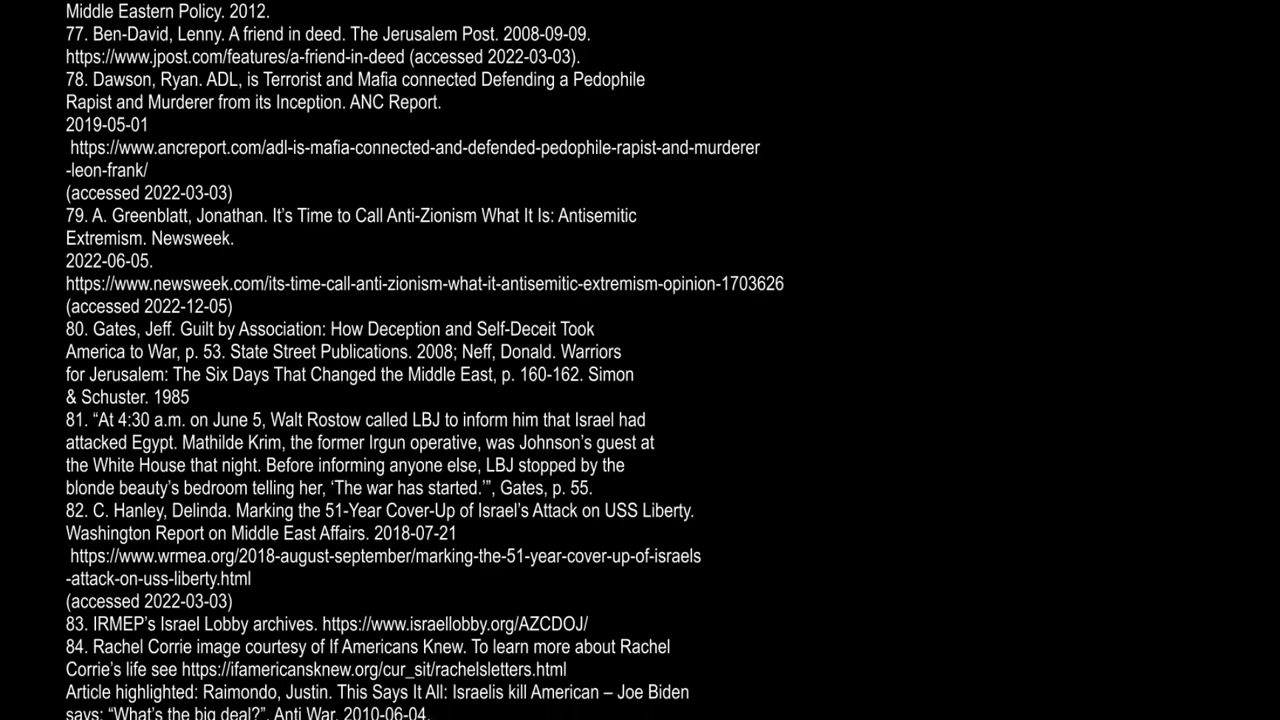 Middle Eastern Policy. 2012.
77. Ben-David, Lenny. A friend in deed. The Jerusalem Post. 2008-09-09.
https://www.jpost.com/features/a-friend-in-deed (accessed 2022-03-03).
78. Dawson, Ryan. ADL, is Terrorist and Mafia connected Defending a Pedophile
Rapist and Murderer from its Inception. ANC Report.
2019-05-01
https://www.ancreport.com/adl-is-mafia-connected-and-defended-pedophile-rapist-and-murderer
-leon-frank/
(accessed 2022-03-03)
79. A. Greenblatt, Jonathan. It’s Time to Call Anti-Zionism What It Is: Antisemitic
Extremism. Newsweek.
2022-06-05.
https://www.newsweek.com/its-time-call-anti-zionism-what-it-antisemitic-extremism-opinion-1703626
(accessed 2022-12-05)
80. Gates, Jeff. Guilt by Association: How Deception and Self-Deceit Took
America to War, p. 53. State Street Publications. 2008; Neff, Donald. Warriors
for Jerusalem: The Six Days That Changed the Middle East, p. 160-162. Simon
& Schuster. 1985
81. “At 4:30 a.m. on June 5, Walt Rostow called LBJ to inform him that Israel had
attacked Egypt. Mathilde Krim, the former Irgun operative, was Johnson’s guest at
the White House that night. Before informing anyone else, LBJ stopped by the
blonde beauty’s bedroom telling her, ‘The war has started.’”, Gates, p. 55.
82. C. Hanley, Delinda. Marking the 51-Year Cover-Up of Israel’s Attack on USS Liberty.
Washington Report on Middle East Affairs. 2018-07-21
https://www.wrmea.org/2018-august-september/marking-the-51-year-cover-up-of-israels
-attack-on-uss-liberty.html
(accessed 2022-03-03)
83. IRMEP’s Israel Lobby archives. https://www.israellobby.org/AZCDOJ/
84. Rachel Corrie image courtesy of If Americans Knew. To learn more about Rachel
Corrie’s life see https://ifamericansknew.org/cur_sit/rachelsletters.html
Article highlighted: Raimondo, Justin. This Says It All: Israelis kill American – Joe Biden
says: “What’s the big deal?”. Anti War. 2010-06-04.